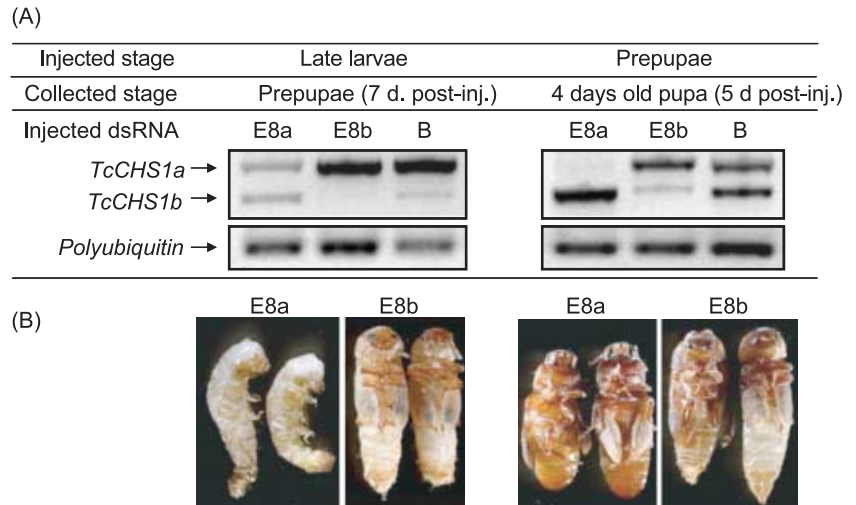 (A)
Injected stage Late larvae Prepupae
Collected stage Prepupae (7 d. post-inj.) 4 days old pupa (5 d post-inj.)
Injected dsRNA E8a E8b B E8a E8b B
TcCHS1a →
TcCHS1b →
Polyubiquitin →
(B)
E8a E8b E8a E8b